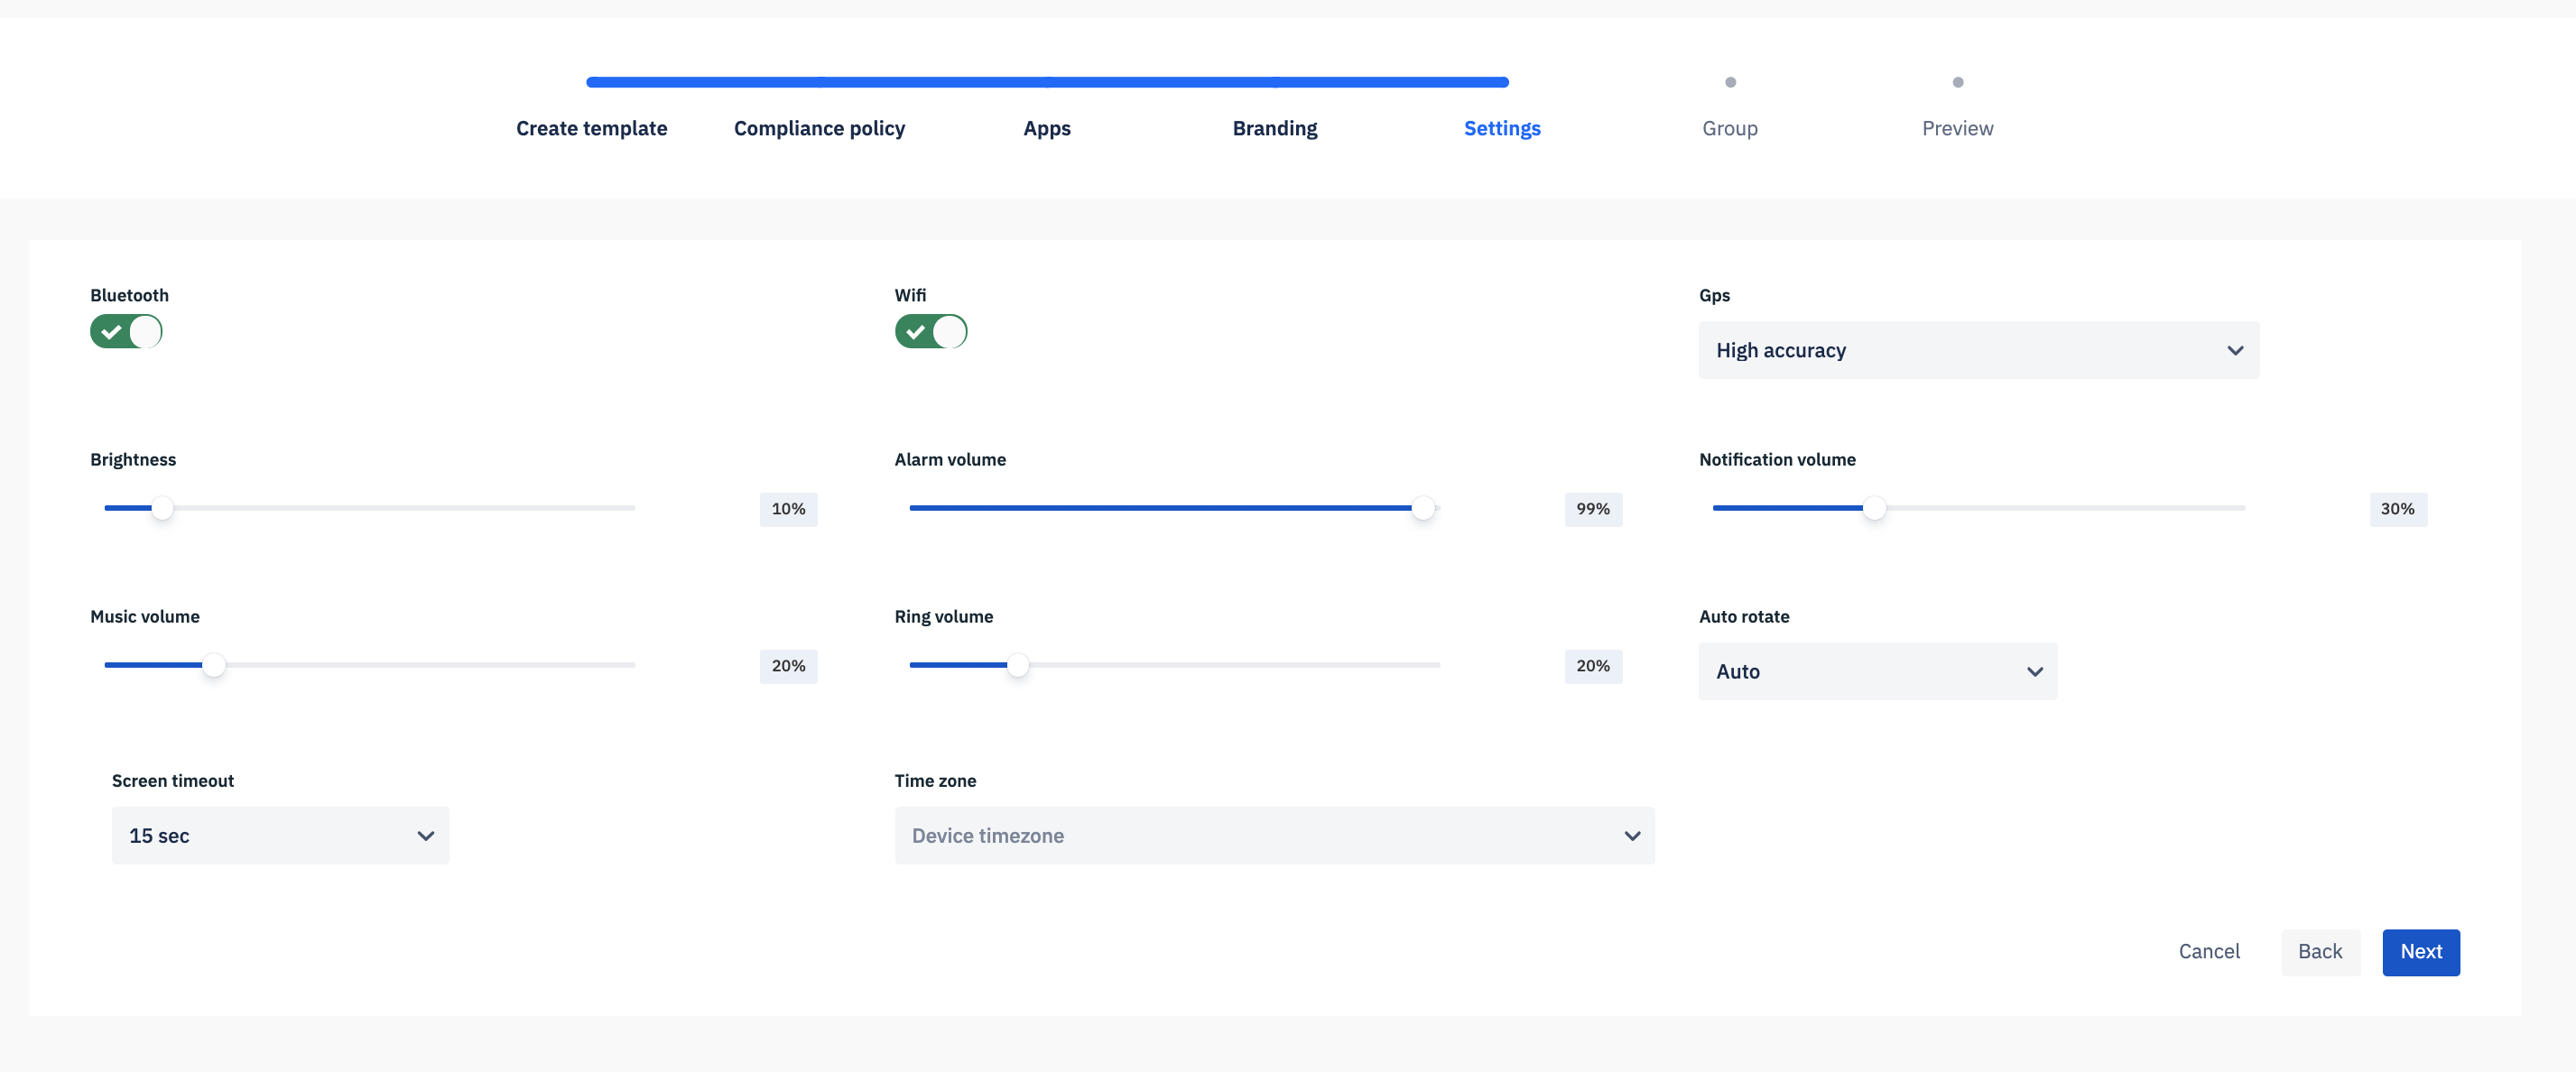 Create template
Compliance policy
Apps
Branding
Settings
Group
Preview
Bluetooth
Wifi
Gps
High accuracy
Brightness
10%
Alarm volume
99%
Notification volume
30%
Music volume
20%
Ring volume
20%
Auto rotate
Auto
Screen timeout
15 sec
Time zone
Device timezone
Cancel
Back
Next